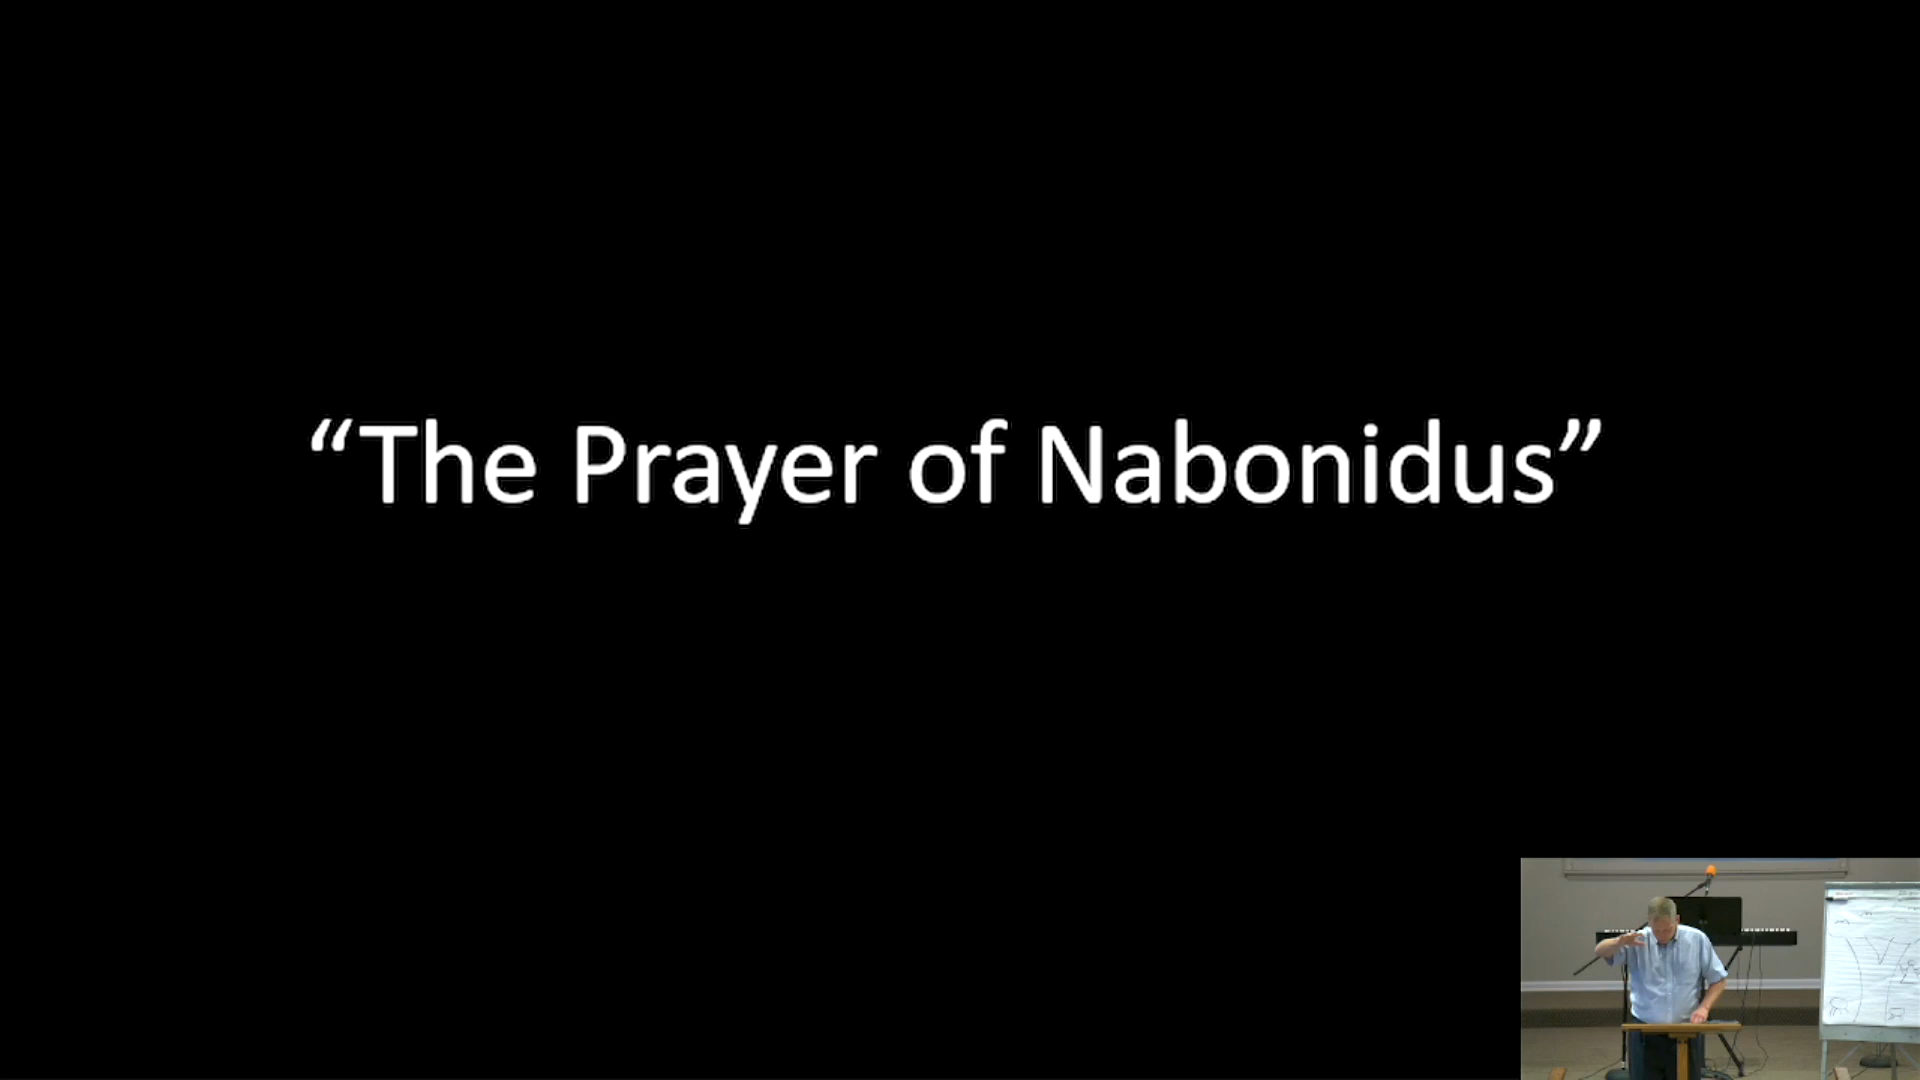 “The Prayer of Nabonidus”